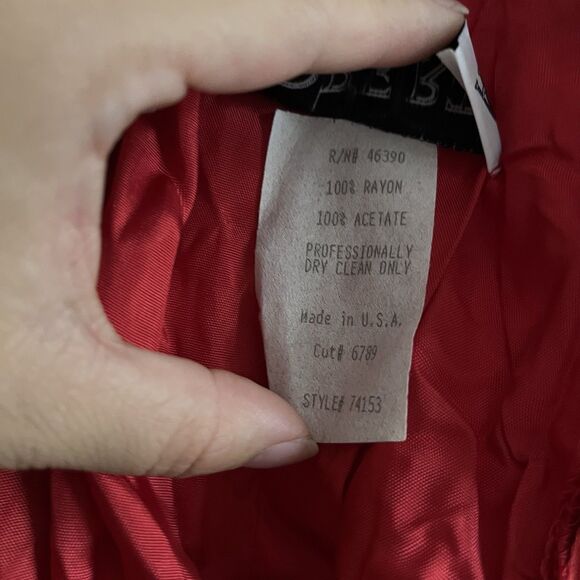 R/N# 46390
100% RAYON
100% ACETATE
PROFESSIONALLY
DRY CLEAN ONLY
Made in U.S.A.
Cut# 6789
STYLE# 74153